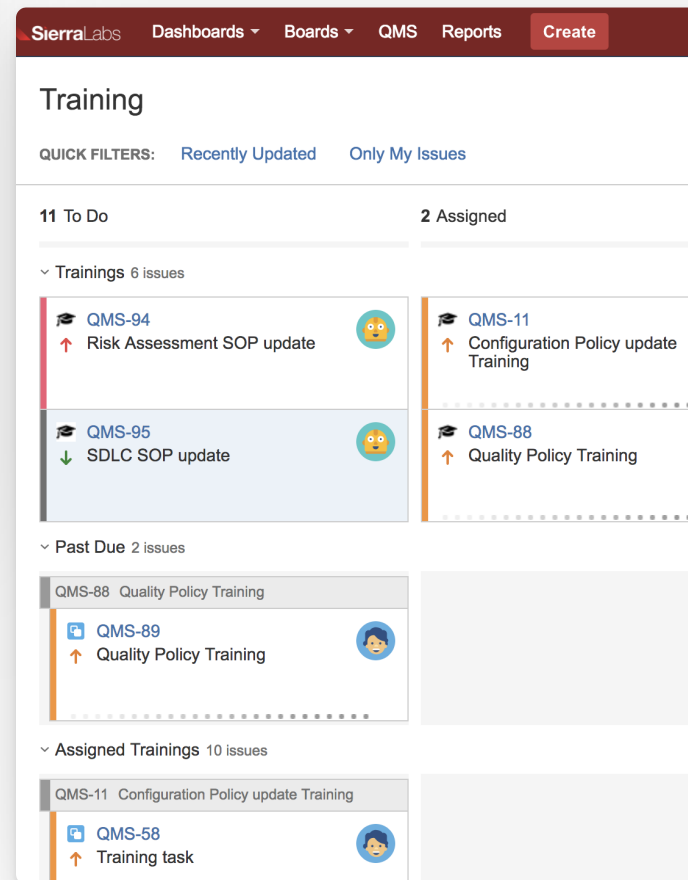 SierraLabs Dashboards Boards QMS Reports Create
Training
QUICK FILTERS: Recently Updated Only My Issues
11 To Do
2 Assigned
Trainings 6 issues
QMS-94
Risk Assessment SOP update
QMS-11
Configuration Policy update
Training
QMS-95
SDLC SOP update
QMS-88
Quality Policy Training
Past Due 2 issues
QMS-88 Quality Policy Training
QMS-89
Quality Policy Training
Assigned Trainings 10 issues
QMS-11 Configuration Policy update Training
QMS-58
Training task